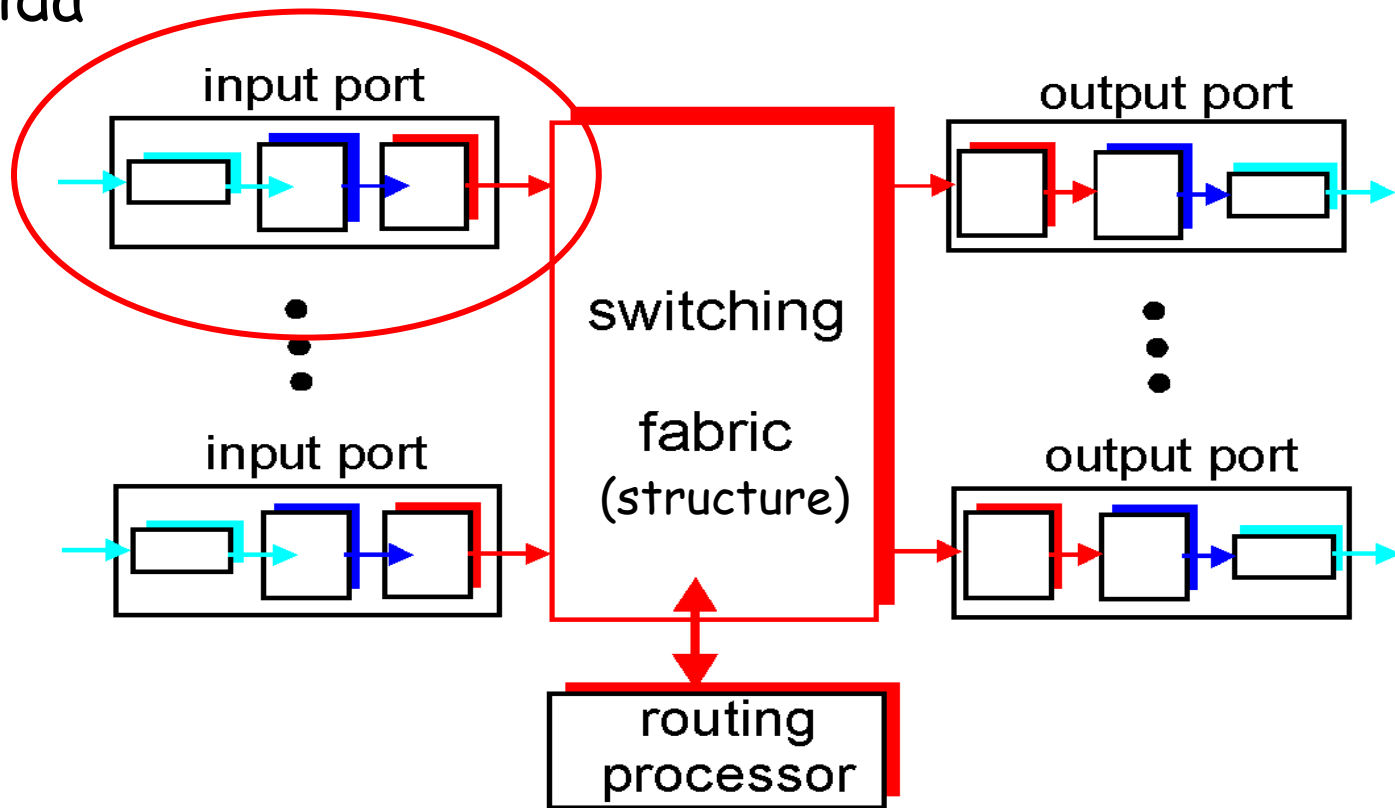 input port
output port
switching
fabric
(structure)
input port
output port
routing
processor